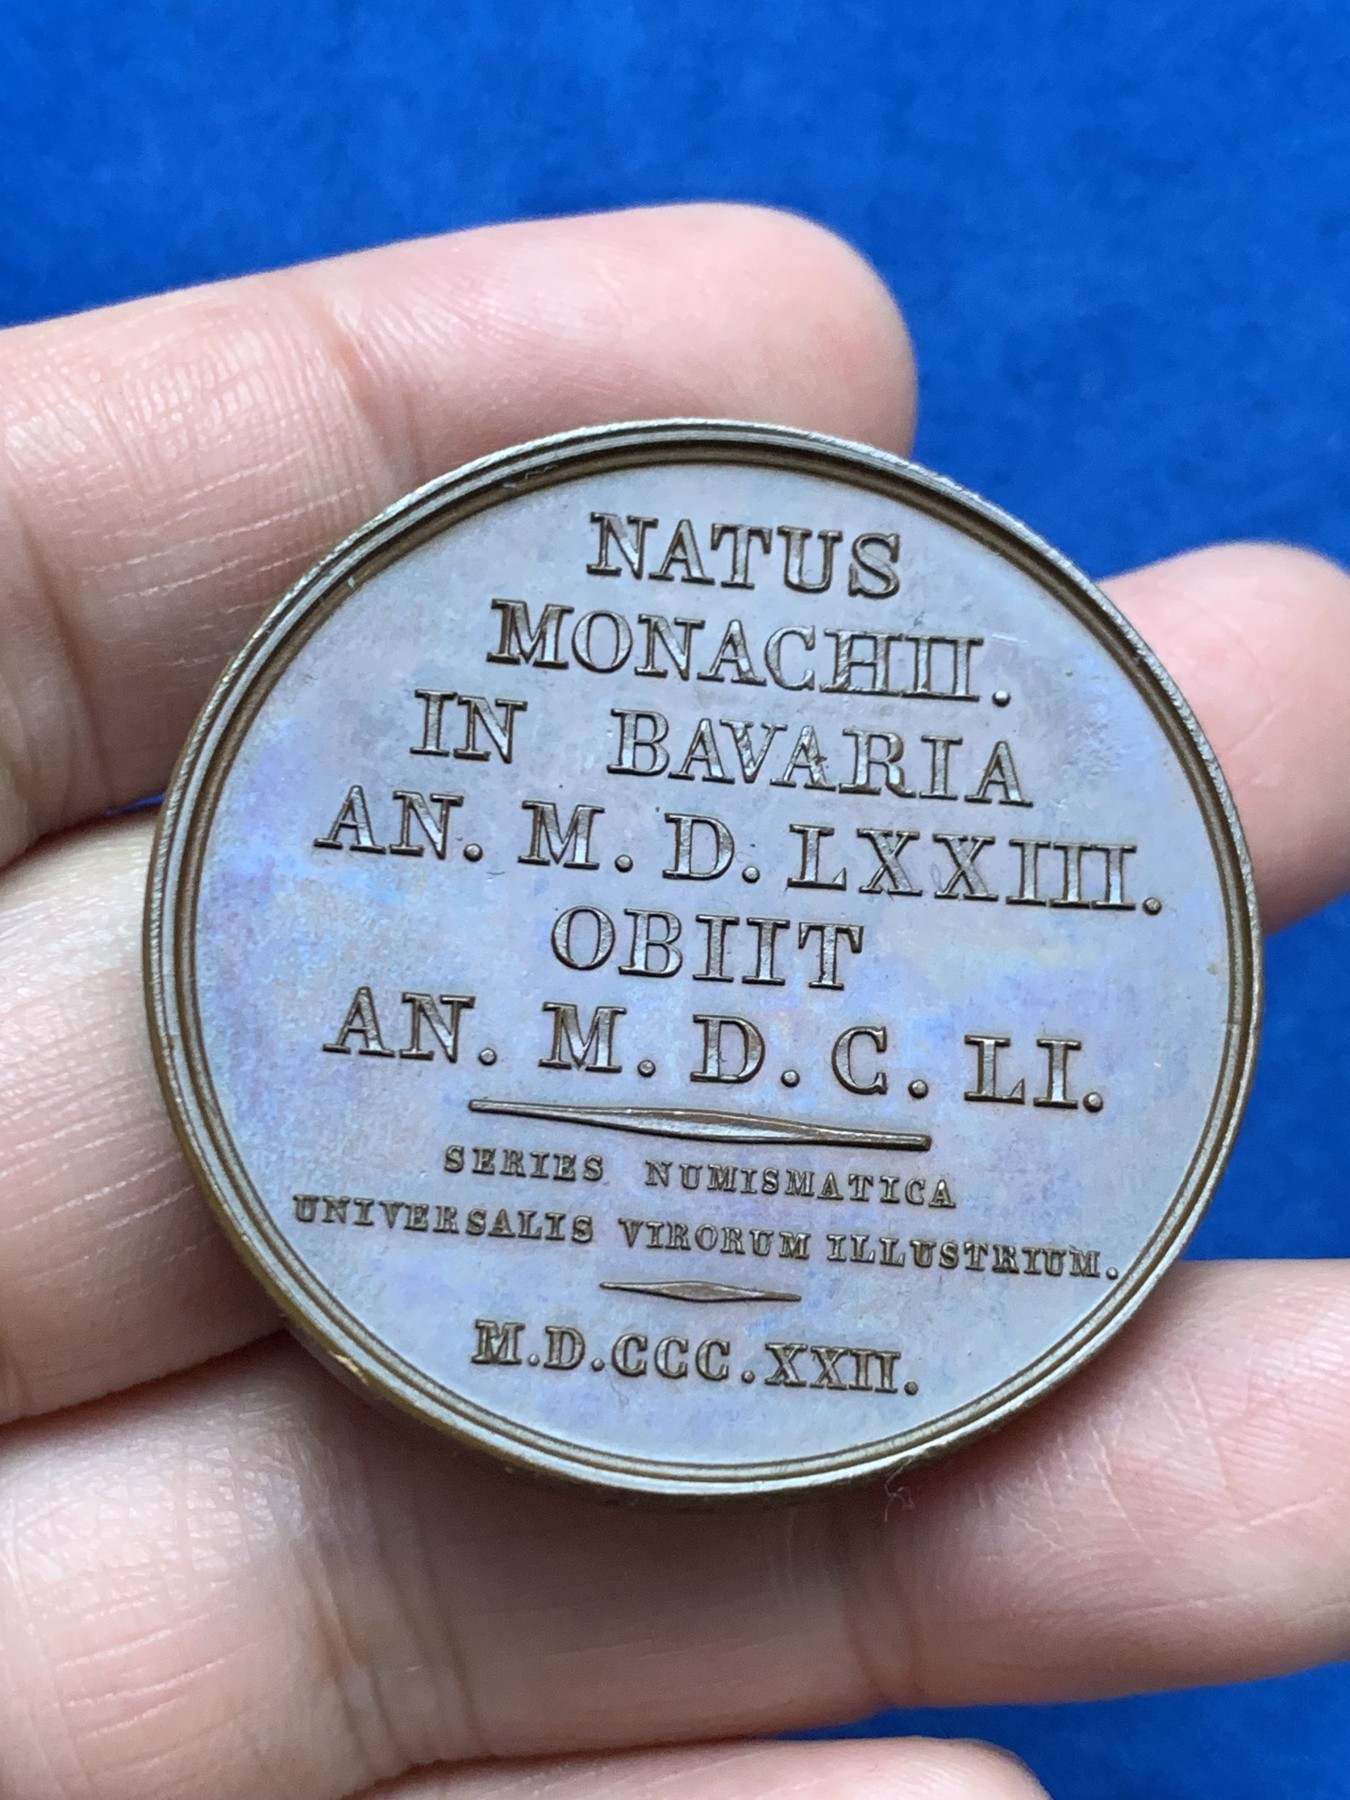 NATUS
MONACHII.
IN BAVARIA
AN. M. D. LXXIII.
OBIIT
AN. M. D. C. LI.
SERIES NUMISMATICA
UNIVERSALIS VIRORUM ILLUSTRIUM.
M.D.CCC.XXII.